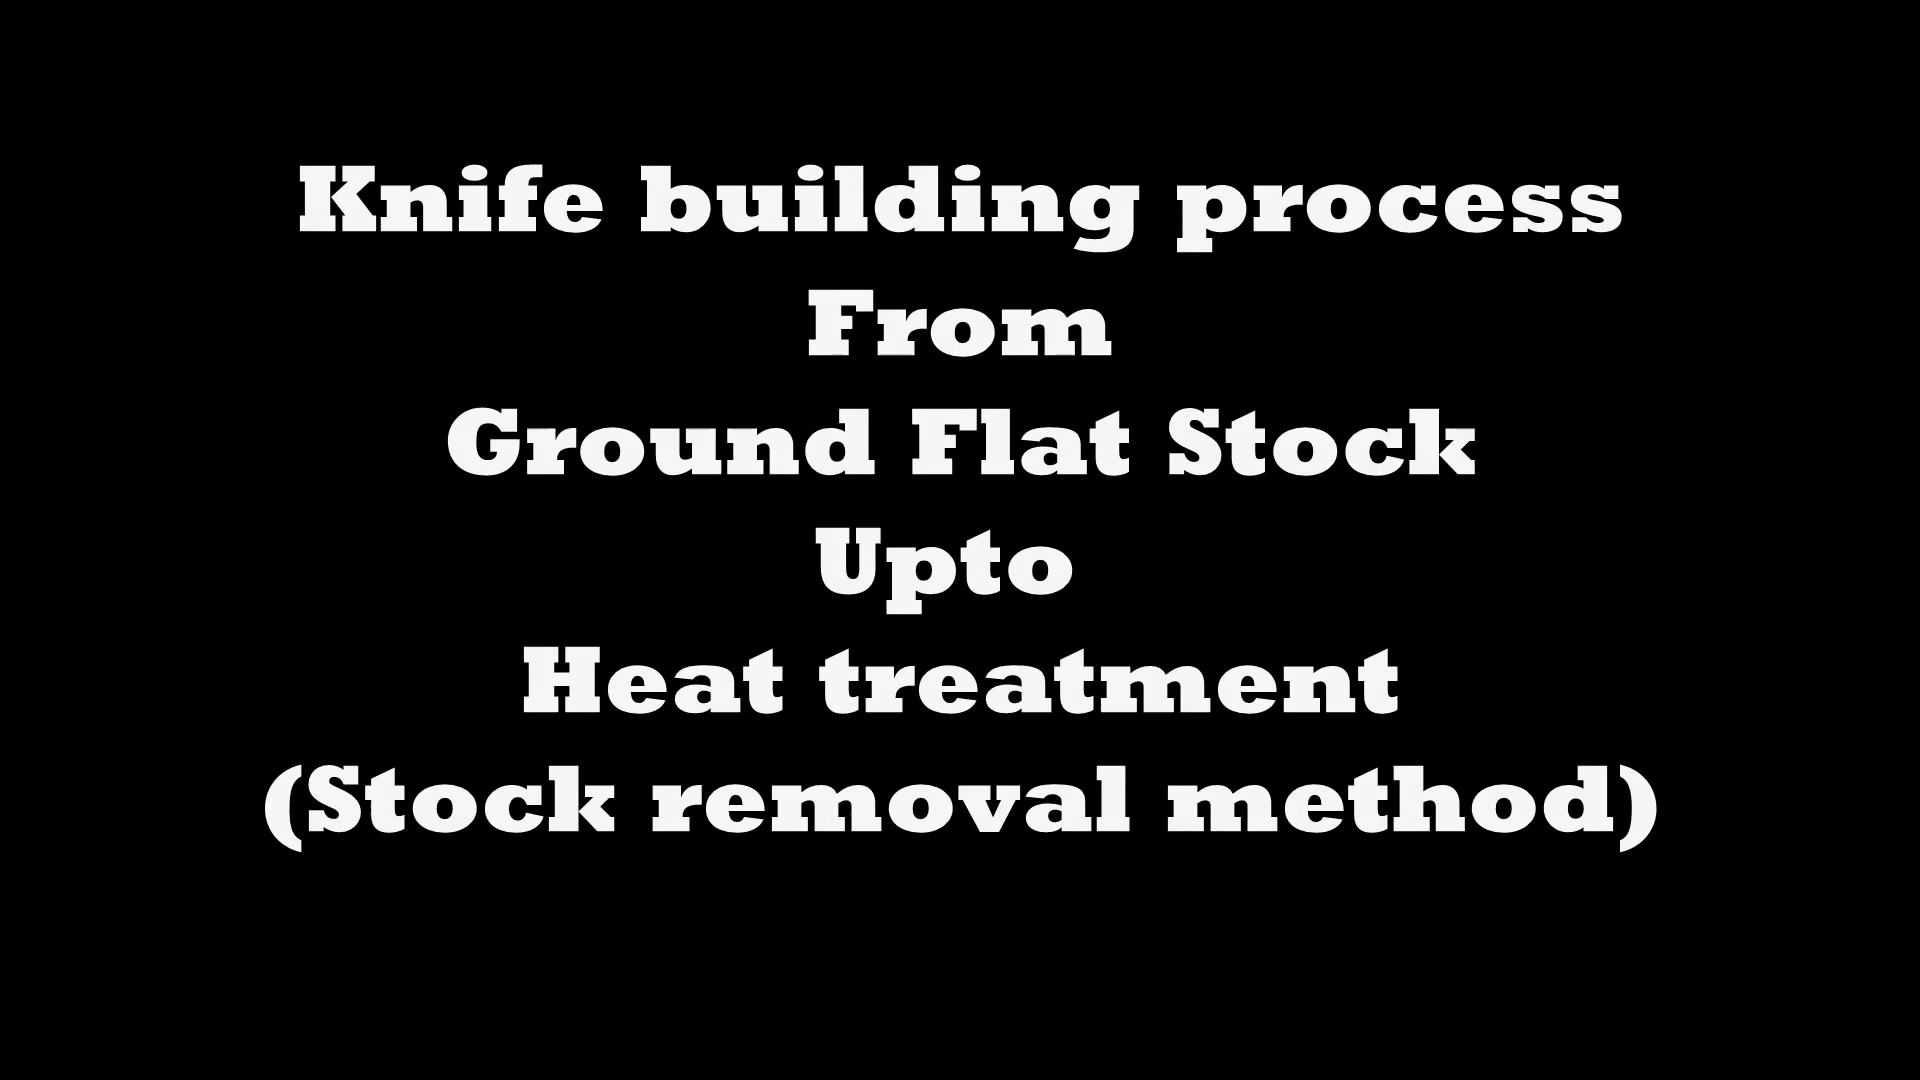 Knife building process
From
Ground Flat Stock
Upto
Heat treatment
(Stock removal method)